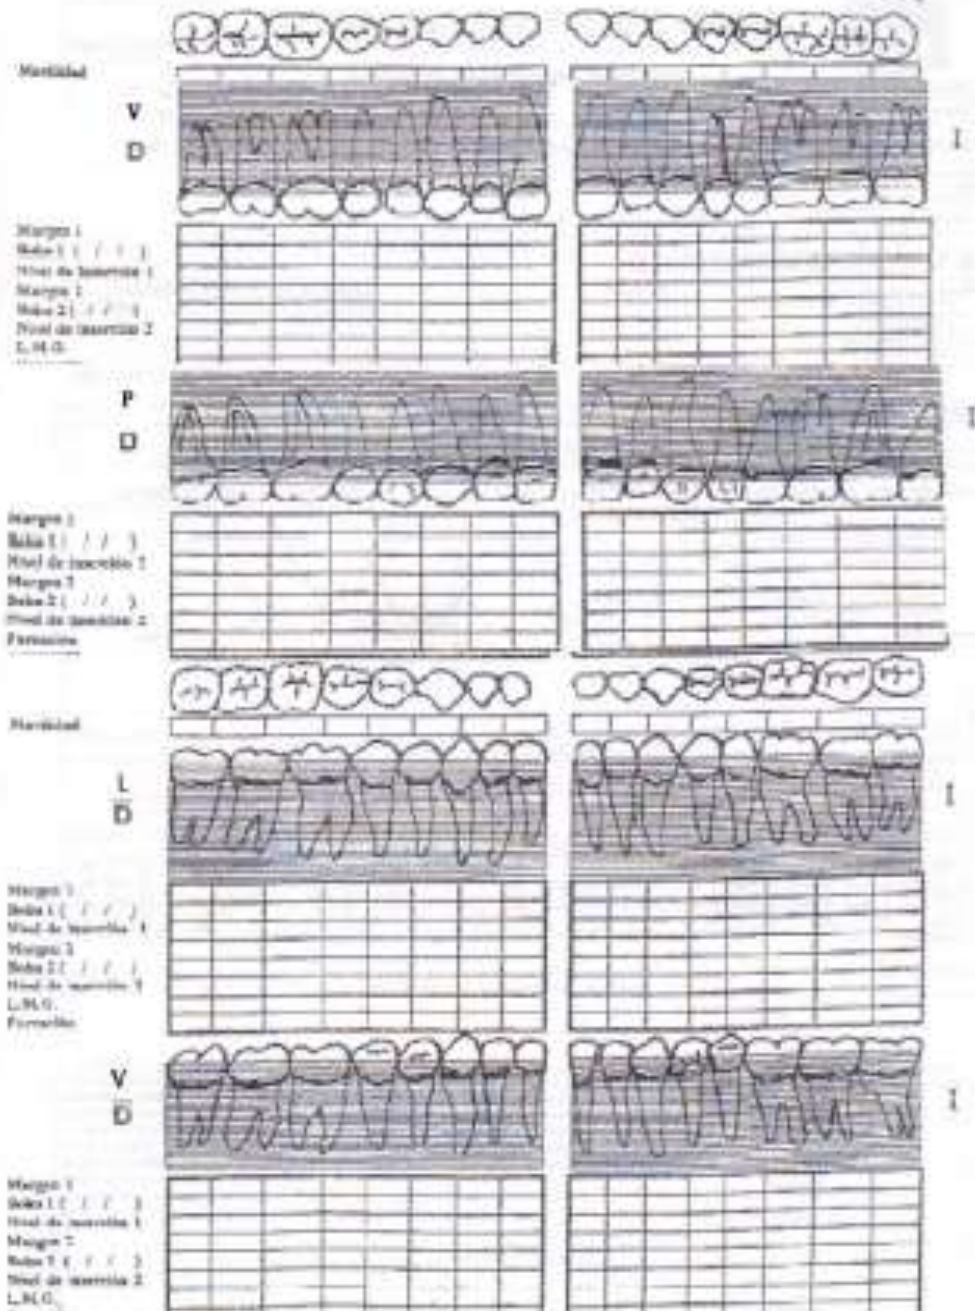 Movilidad
V
D
I
Margen 1
Bolsa 1 ( / / )
Nivel de inserción 1
Margen 2
Bolsa 2 ( / / )
Nivel de inserción 2
L.M.G.
P
D
I
Margen 1
Bolsa 1 ( / / )
Nivel de inserción 1
Margen 2
Bolsa 2 ( / / )
Nivel de inserción 2
Furcación
Movilidad
L
D
I
Margen 1
Bolsa 1 ( / / )
Nivel de inserción 1
Margen 2
Bolsa 2 ( / / )
Nivel de inserción 2
L.M.G.
Furcación
V
D
I
Margen 1
Bolsa 1 ( / / )
Nivel de inserción 1
Margen 2
Bolsa 2 ( / / )
Nivel de inserción 2
L.M.G.